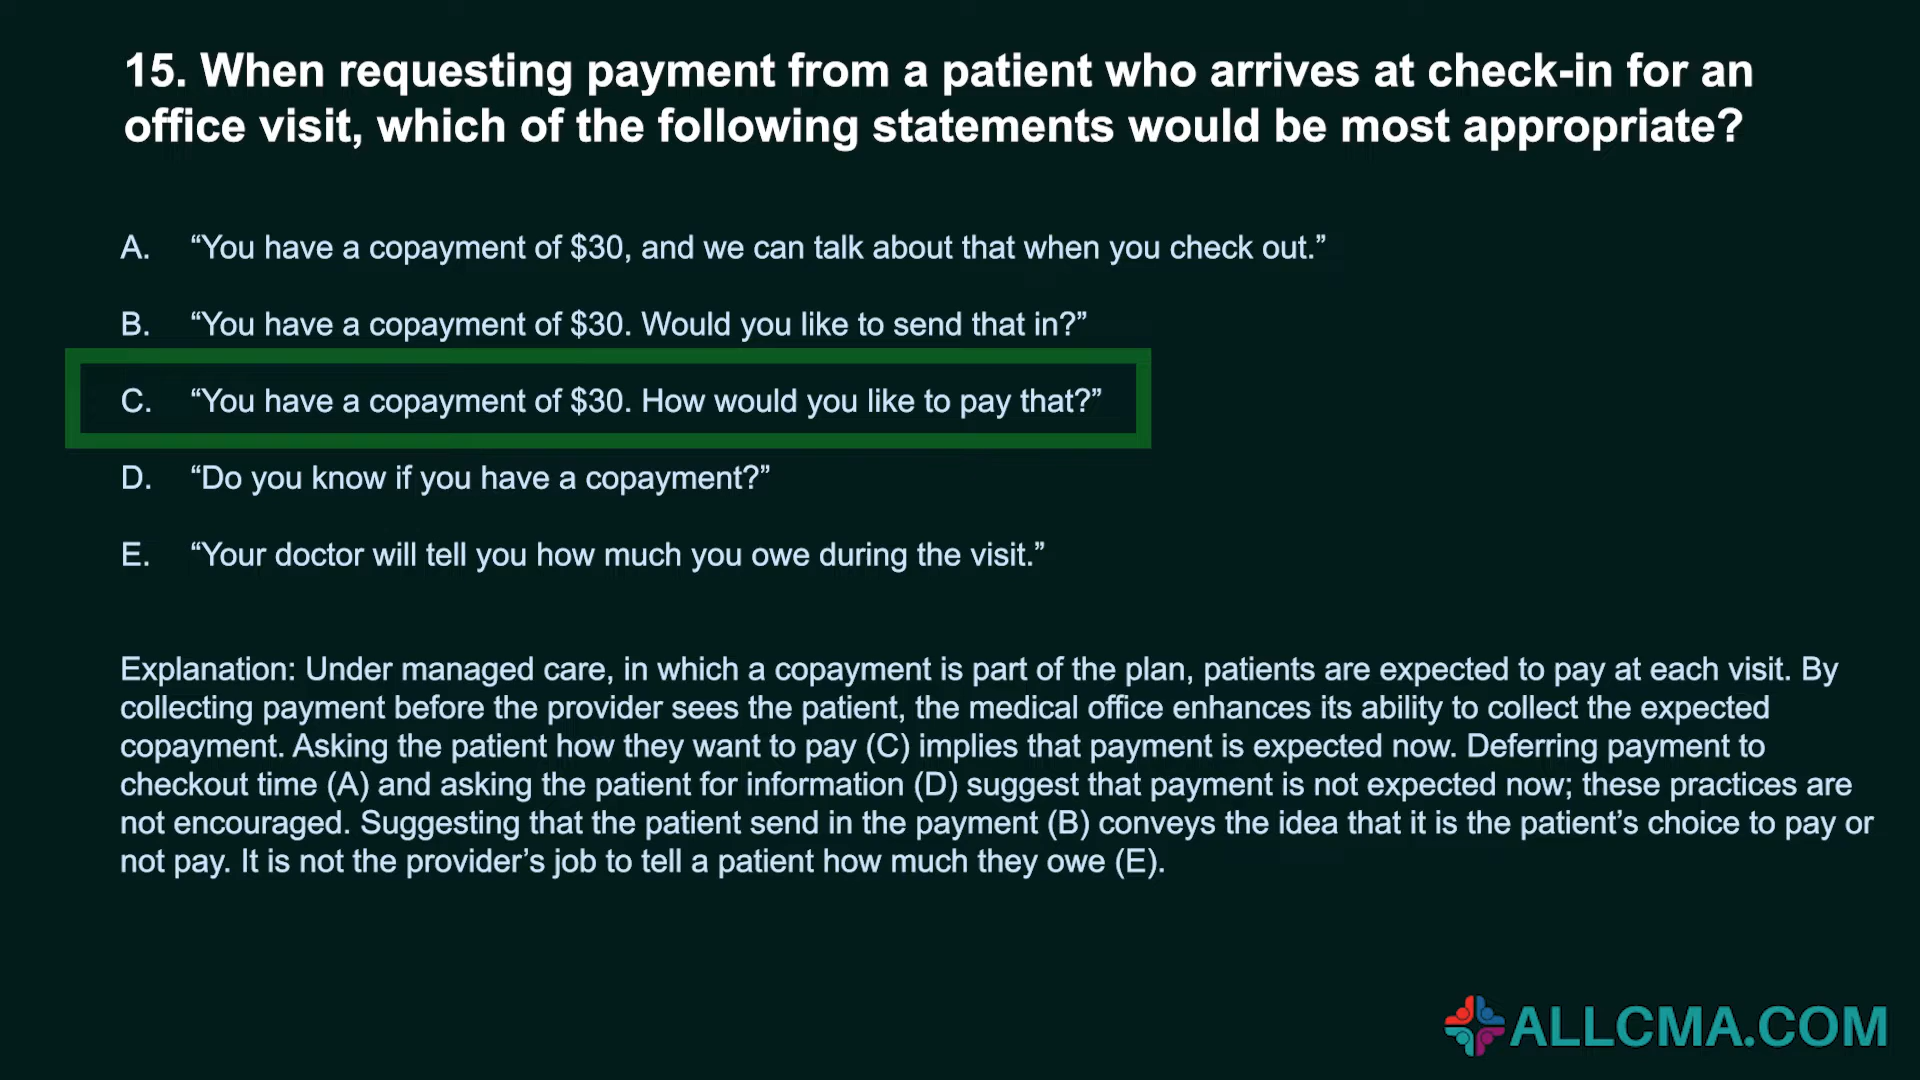 15. When requesting payment from a patient who arrives at check-in for an
office visit, which of the following statements would be most appropriate?
A. “You have a copayment of $30, and we can talk about that when you check out.”
B. “You have a copayment of $30. Would you like to send that in?”
C. “You have a copayment of $30. How would you like to pay that?”
D. “Do you know if you have a copayment?”
E. “Your doctor will tell you how much you owe during the visit.”
Explanation: Under managed care, in which a copayment is part of the plan, patients are expected to pay at each visit. By
collecting payment before the provider sees the patient, the medical office enhances its ability to collect the expected
copayment. Asking the patient how they want to pay (C) implies that payment is expected now. Deferring payment to
checkout time (A) and asking the patient for information (D) suggest that payment is not expected now; these practices are
not encouraged. Suggesting that the patient send in the payment (B) conveys the idea that it is the patient’s choice to pay or
not pay. It is not the provider’s job to tell a patient how much they owe (E).
ALLCMA.COM